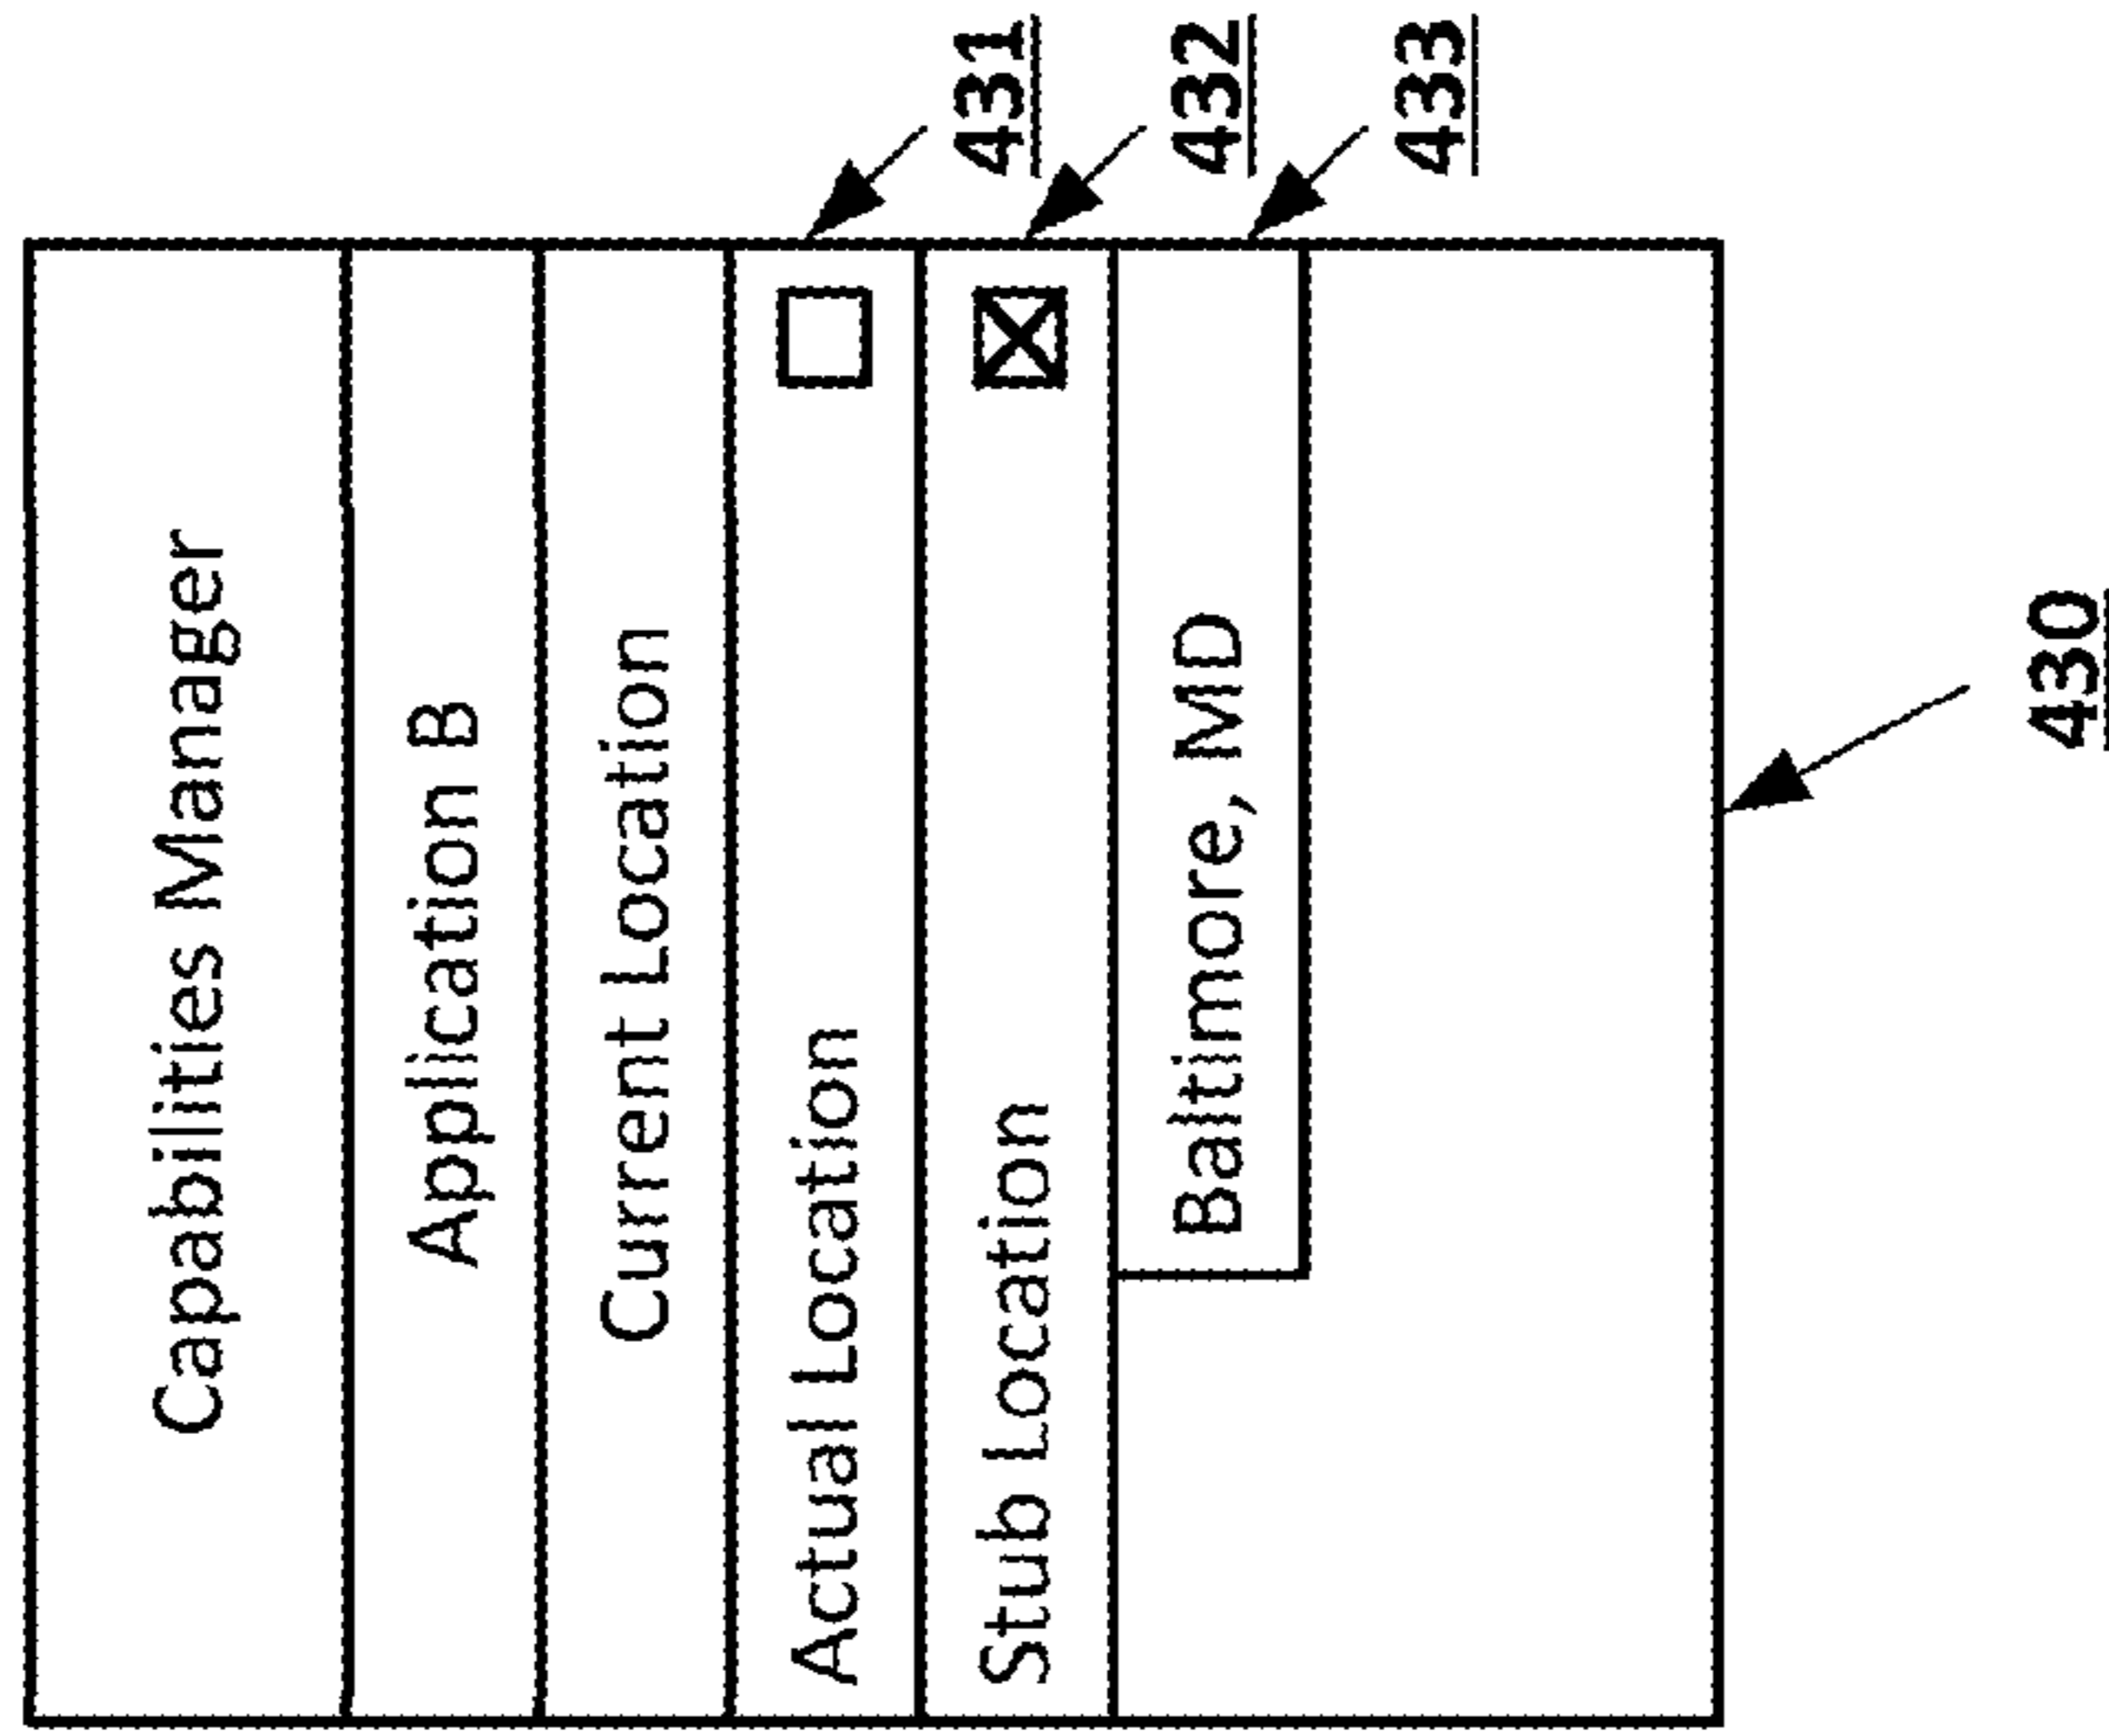 Capabilities Manager
Application B
Current Location
Actual Location
431
Stub Location
432
Baltimore, MD
433
430